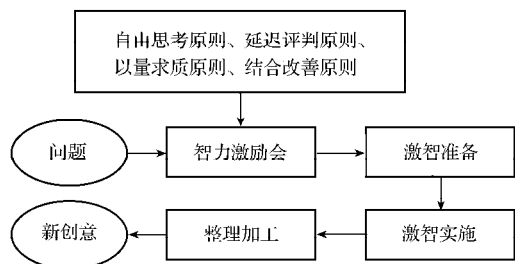 自由思考原则、延迟评判原则、
以量求质原则、结合改善原则
问题
智力激励会
激智准备
新创意
整理加工
激智实施